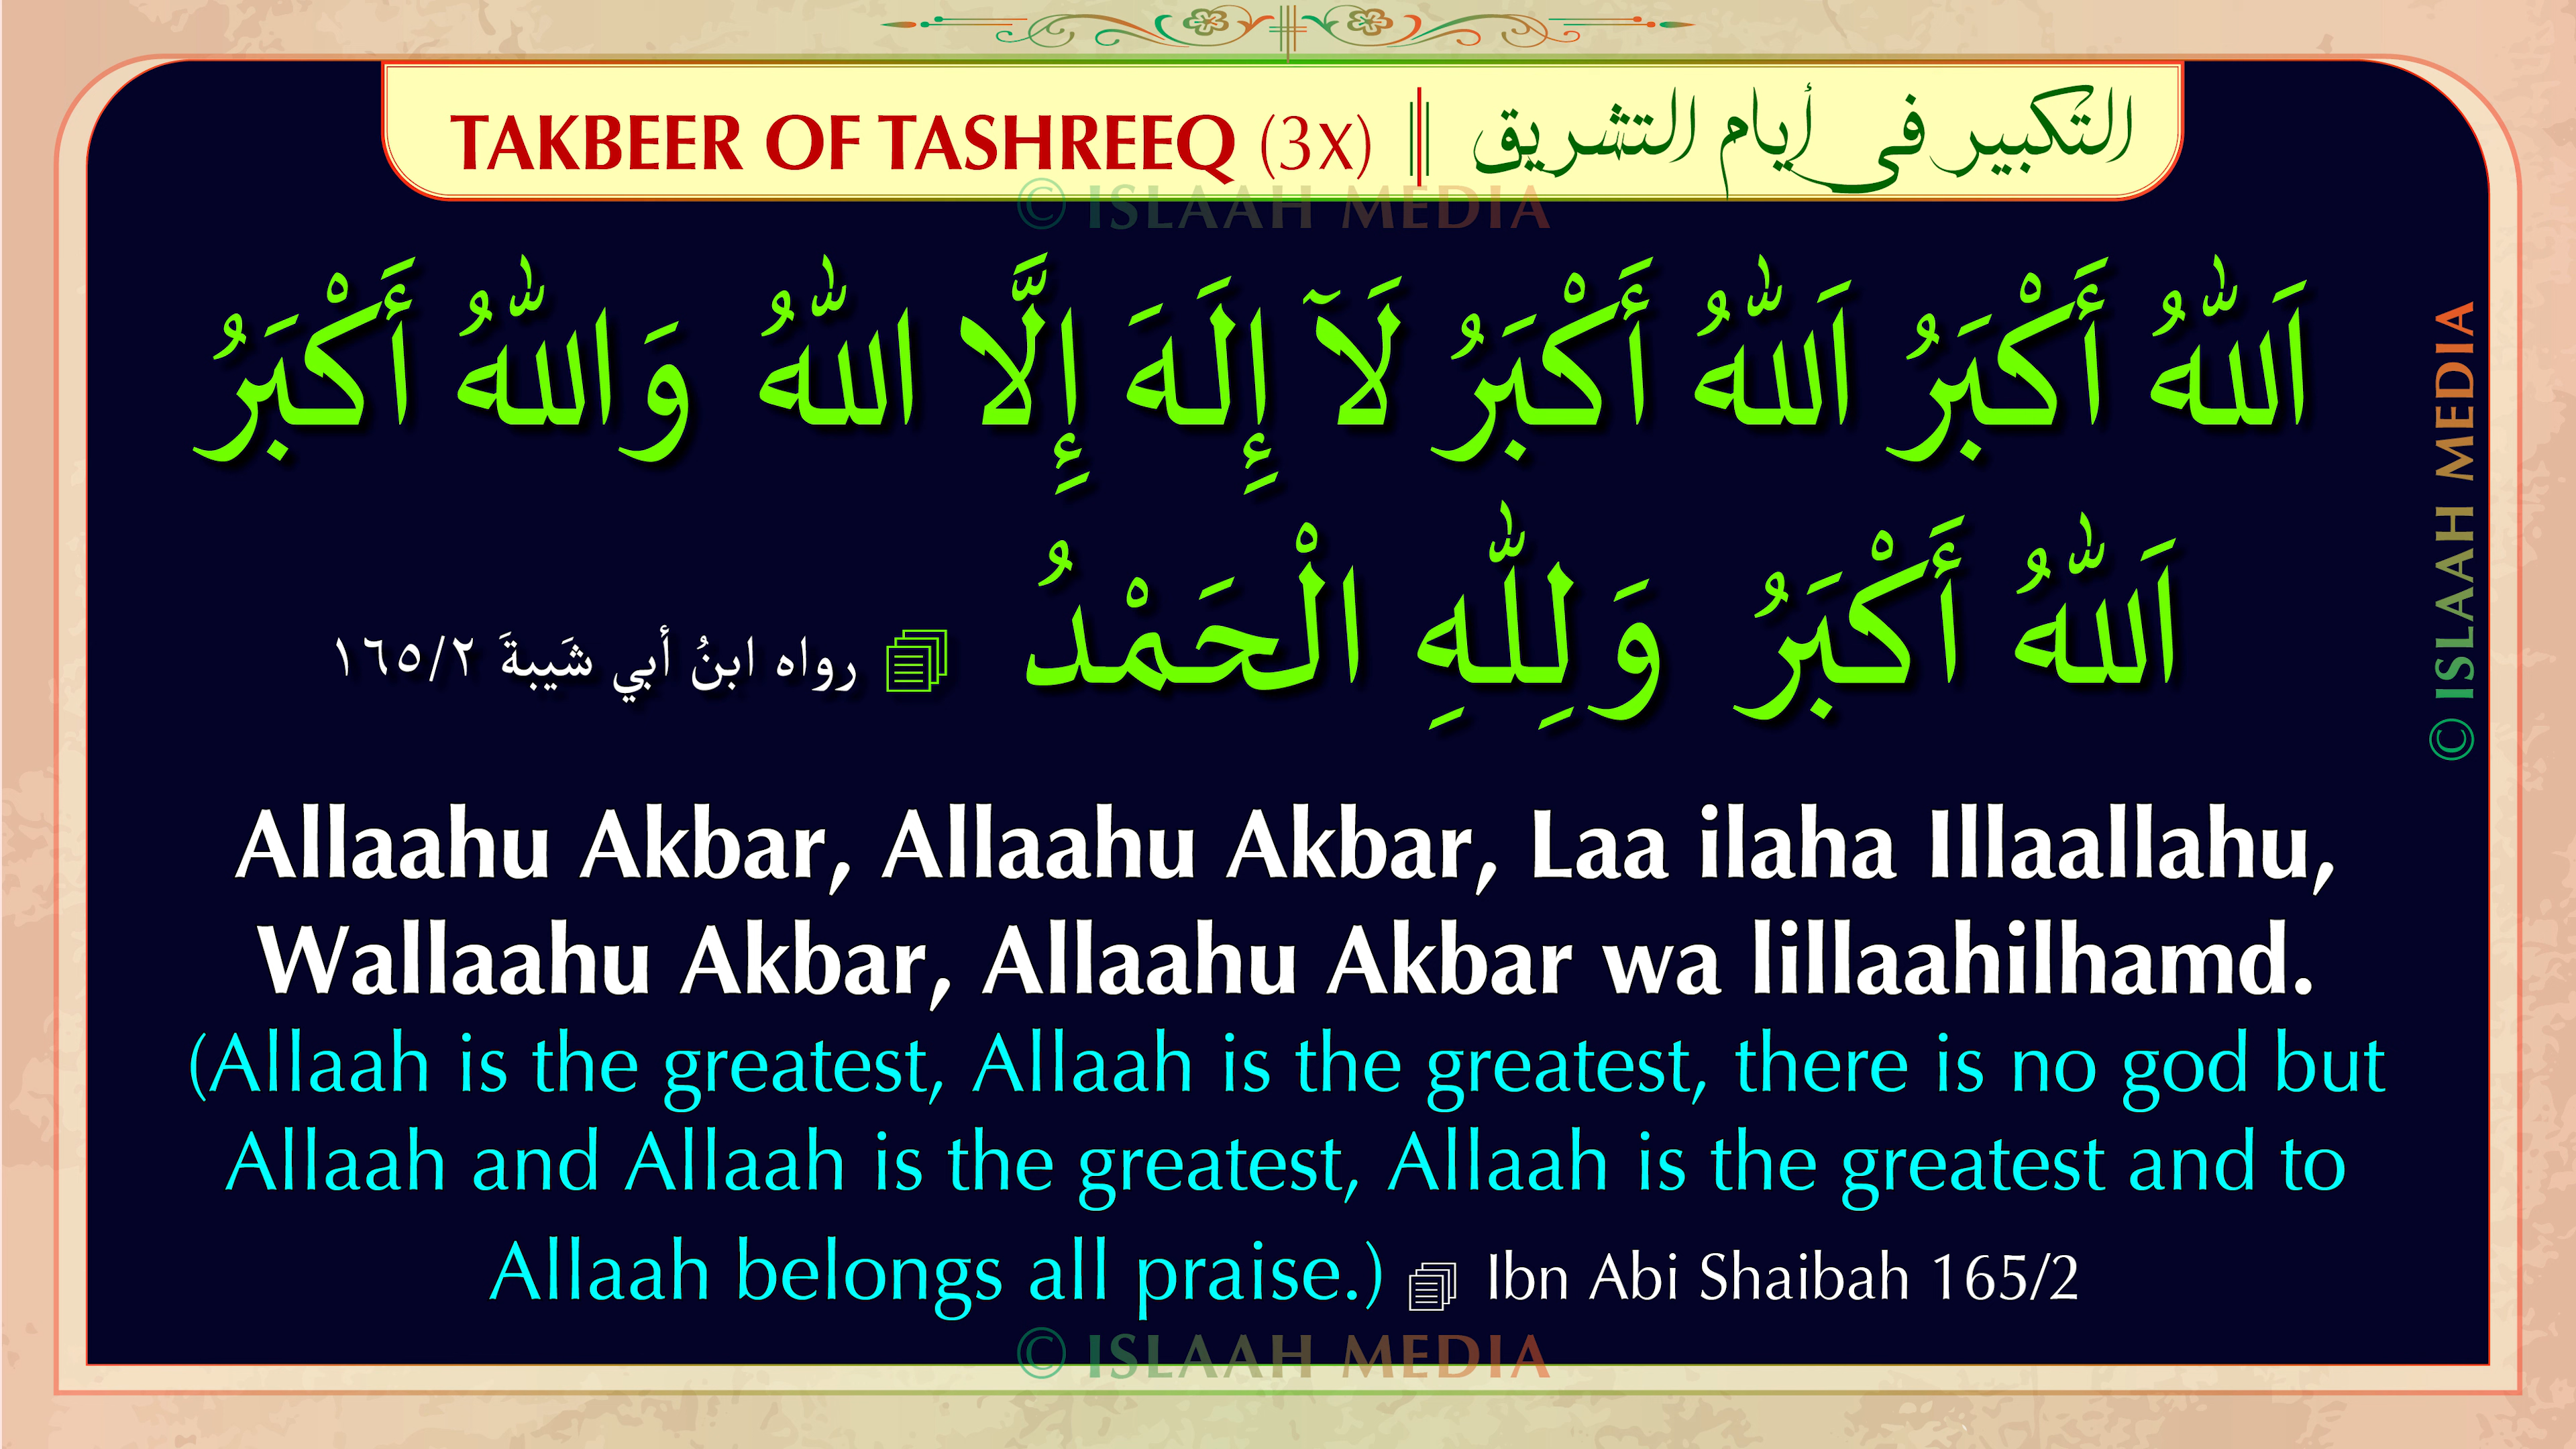 TAKBEER OF TASHREEQ (3X) || التكبير في أيام التشريق
© ISLAAH MEDIA
اَللّٰهُ أَكْبَرُ اَللّٰهُ أَكْبَرُ لَآ إِلَهَ إِلَّا اللّٰهُ وَاللّٰهُ أَكْبَرُ
اَللّٰهُ أَكْبَرُ وَلِلّٰهِ الْحَمْدُ رواه ابنُ أبي شَيبةَ ١٦٥/٢
© ISLAAH MEDIA
Allaahu Akbar, Allaahu Akbar, Laa ilaha Illaallahu,
Wallaahu Akbar, Allaahu Akbar wa lillaahilhamd.
(Allaah is the greatest, Allaah is the greatest, there is no god but
Allaah and Allaah is the greatest, Allaah is the greatest and to
Allaah belongs all praise.) Ibn Abi Shaibah 165/2
© ISLAAH MEDIA